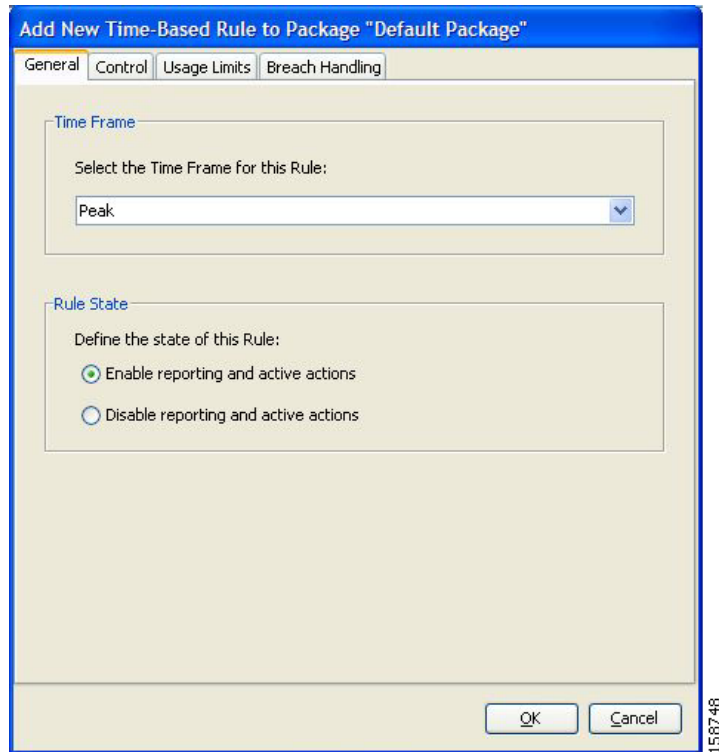 Add New Time-Based Rule to Package "Default Package"
General Control Usage Limits Breach Handling
Time Frame
Select the Time Frame for this Rule:
Peak
Rule State
Define the state of this Rule:
Enable reporting and active actions
Disable reporting and active actions
OK Cancel
58748